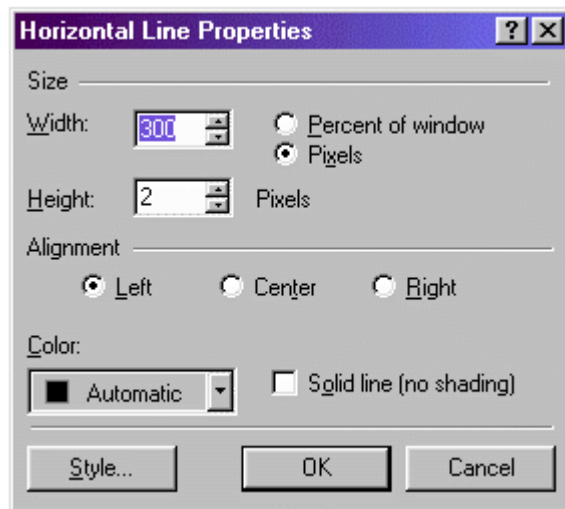 Horizontal Line Properties
Size
Width: 300 Percent of window
Pixels
Height: 2 Pixels
Alignment
Left Center Right
Color:
Automatic Solid line (no shading)
Style... OK Cancel